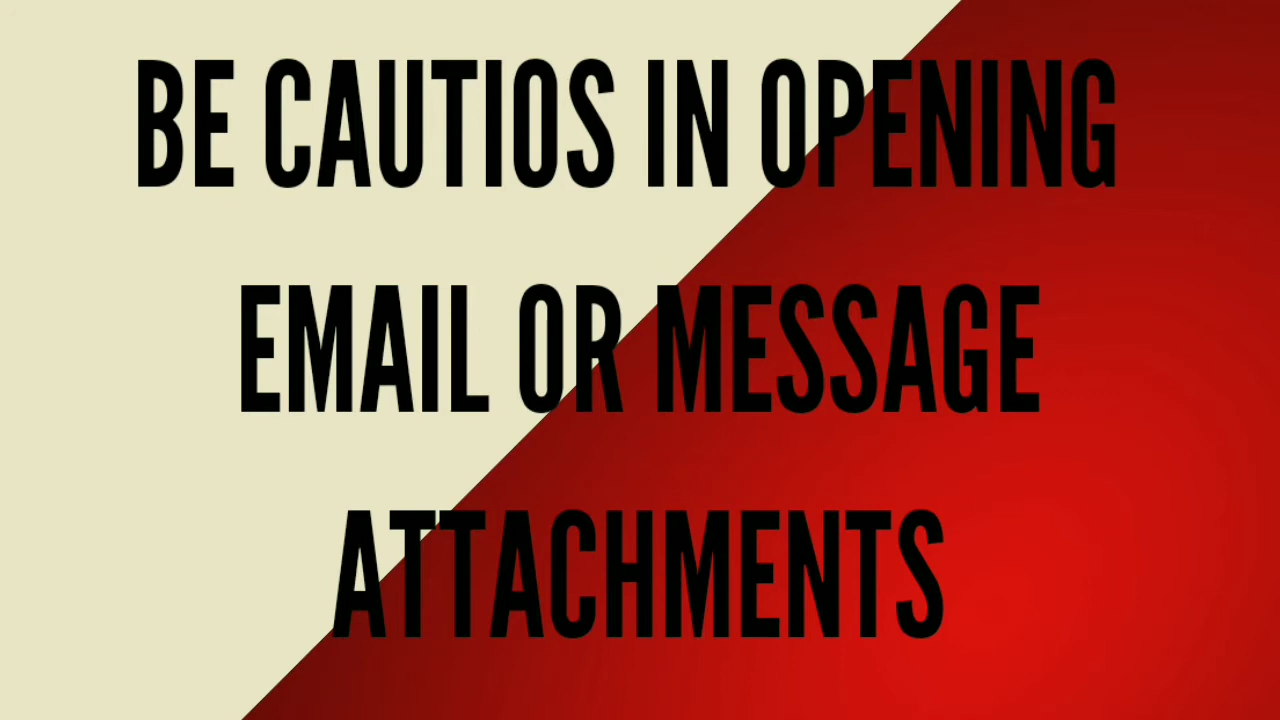 BE CAUTIOS IN OPENING
EMAIL OR MESSAGE
ATTACHMENTS